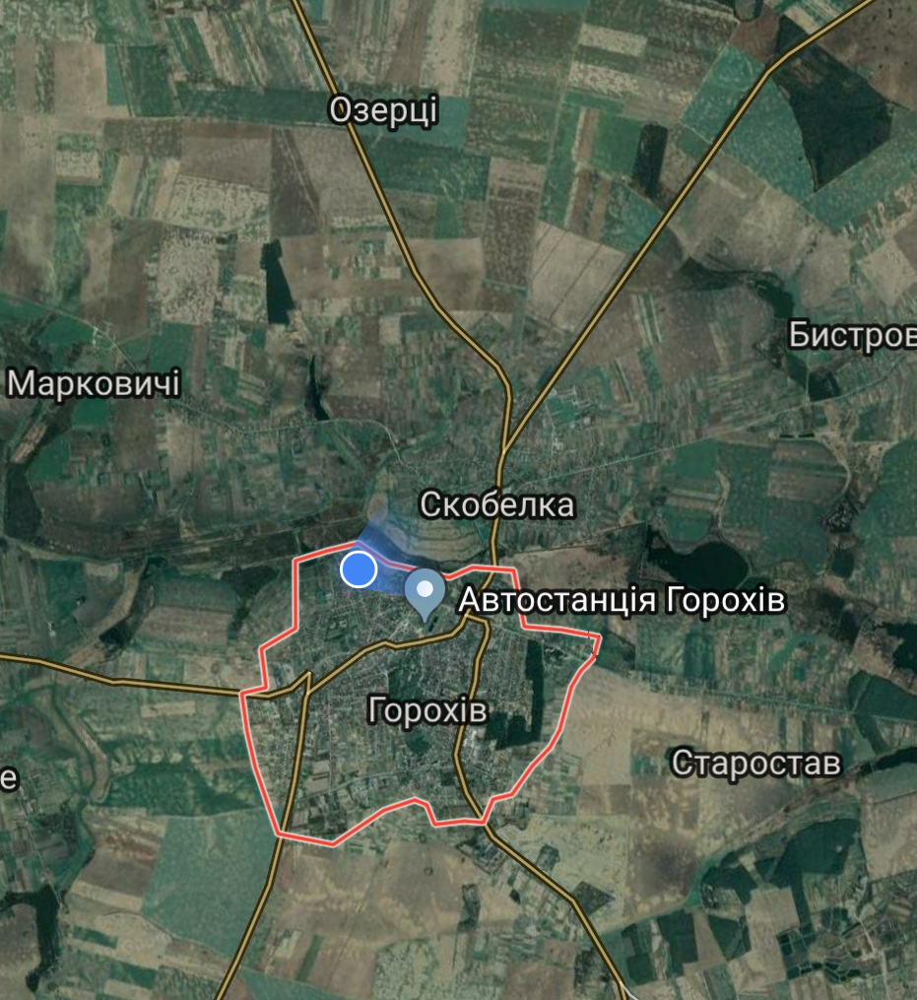 Озерці
Бистров
Марковичі
Скобелка
Автостанція Горохів
Горохів
Старостав
е